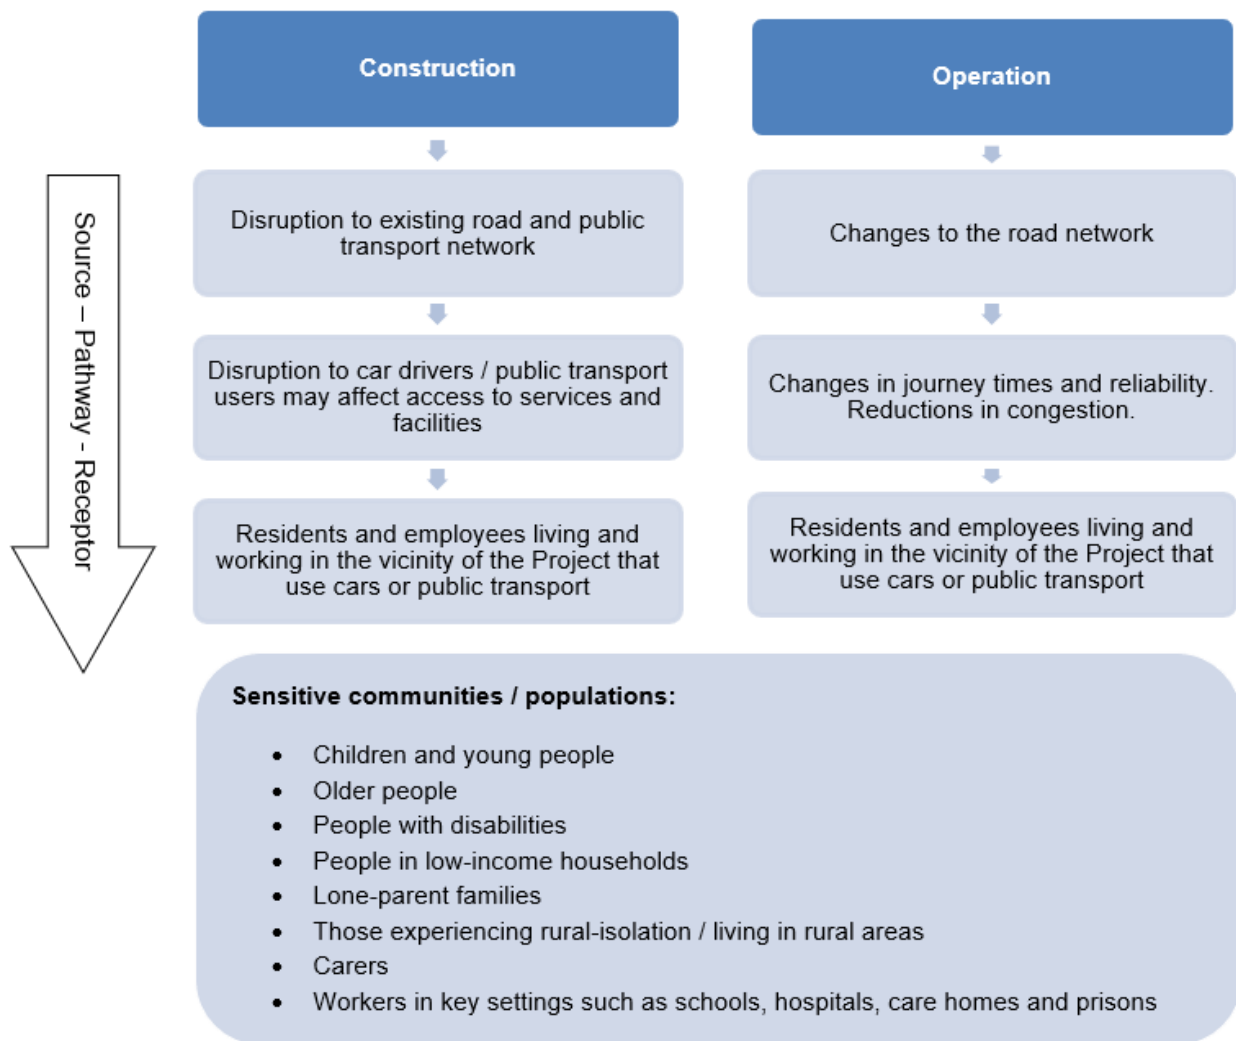 Construction
Operation
Source – Pathway - Receptor
Disruption to existing road and public
transport network
Changes to the road network
Disruption to car drivers / public transport
users may affect access to services and
facilities
Changes in journey times and reliability.
Reductions in congestion.
Residents and employees living and
working in the vicinity of the Project that
use cars or public transport
Residents and employees living and
working in the vicinity of the Project that
use cars or public transport
Sensitive communities / populations:
• Children and young people
• Older people
• People with disabilities
• People in low-income households
• Lone-parent families
• Those experiencing rural-isolation / living in rural areas
• Carers
• Workers in key settings such as schools, hospitals, care homes and prisons